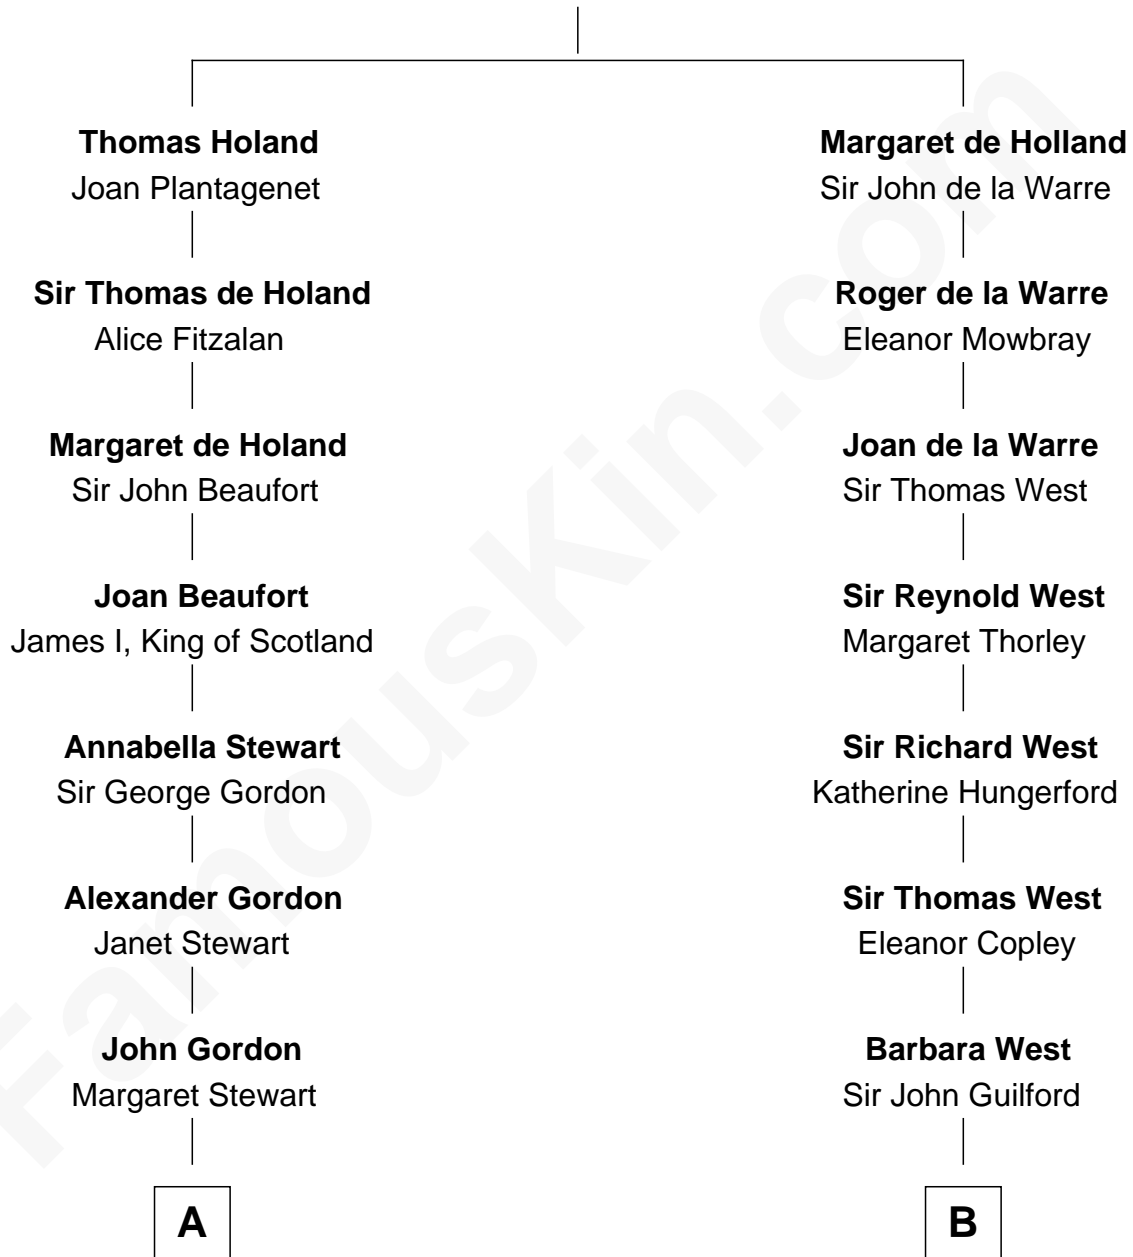 Thomas Holand
Joan Plantagenet
Margaret de Holland
Sir John de la Warre
Sir Thomas de Holand
Alice Fitzalan
Roger de la Warre
Eleanor Mowbray
Margaret de Holand
Sir John Beaufort
Joan de la Warre
Sir Thomas West
Joan Beaufort
James I, King of Scotland
Sir Reynold West
Margaret Thorley
Annabella Stewart
Sir George Gordon
Sir Richard West
Katherine Hungerford
Alexander Gordon
Janet Stewart
Sir Thomas West
Eleanor Copley
John Gordon
Margaret Stewart
Barbara West
Sir John Guilford
A
B
FamousKin.com